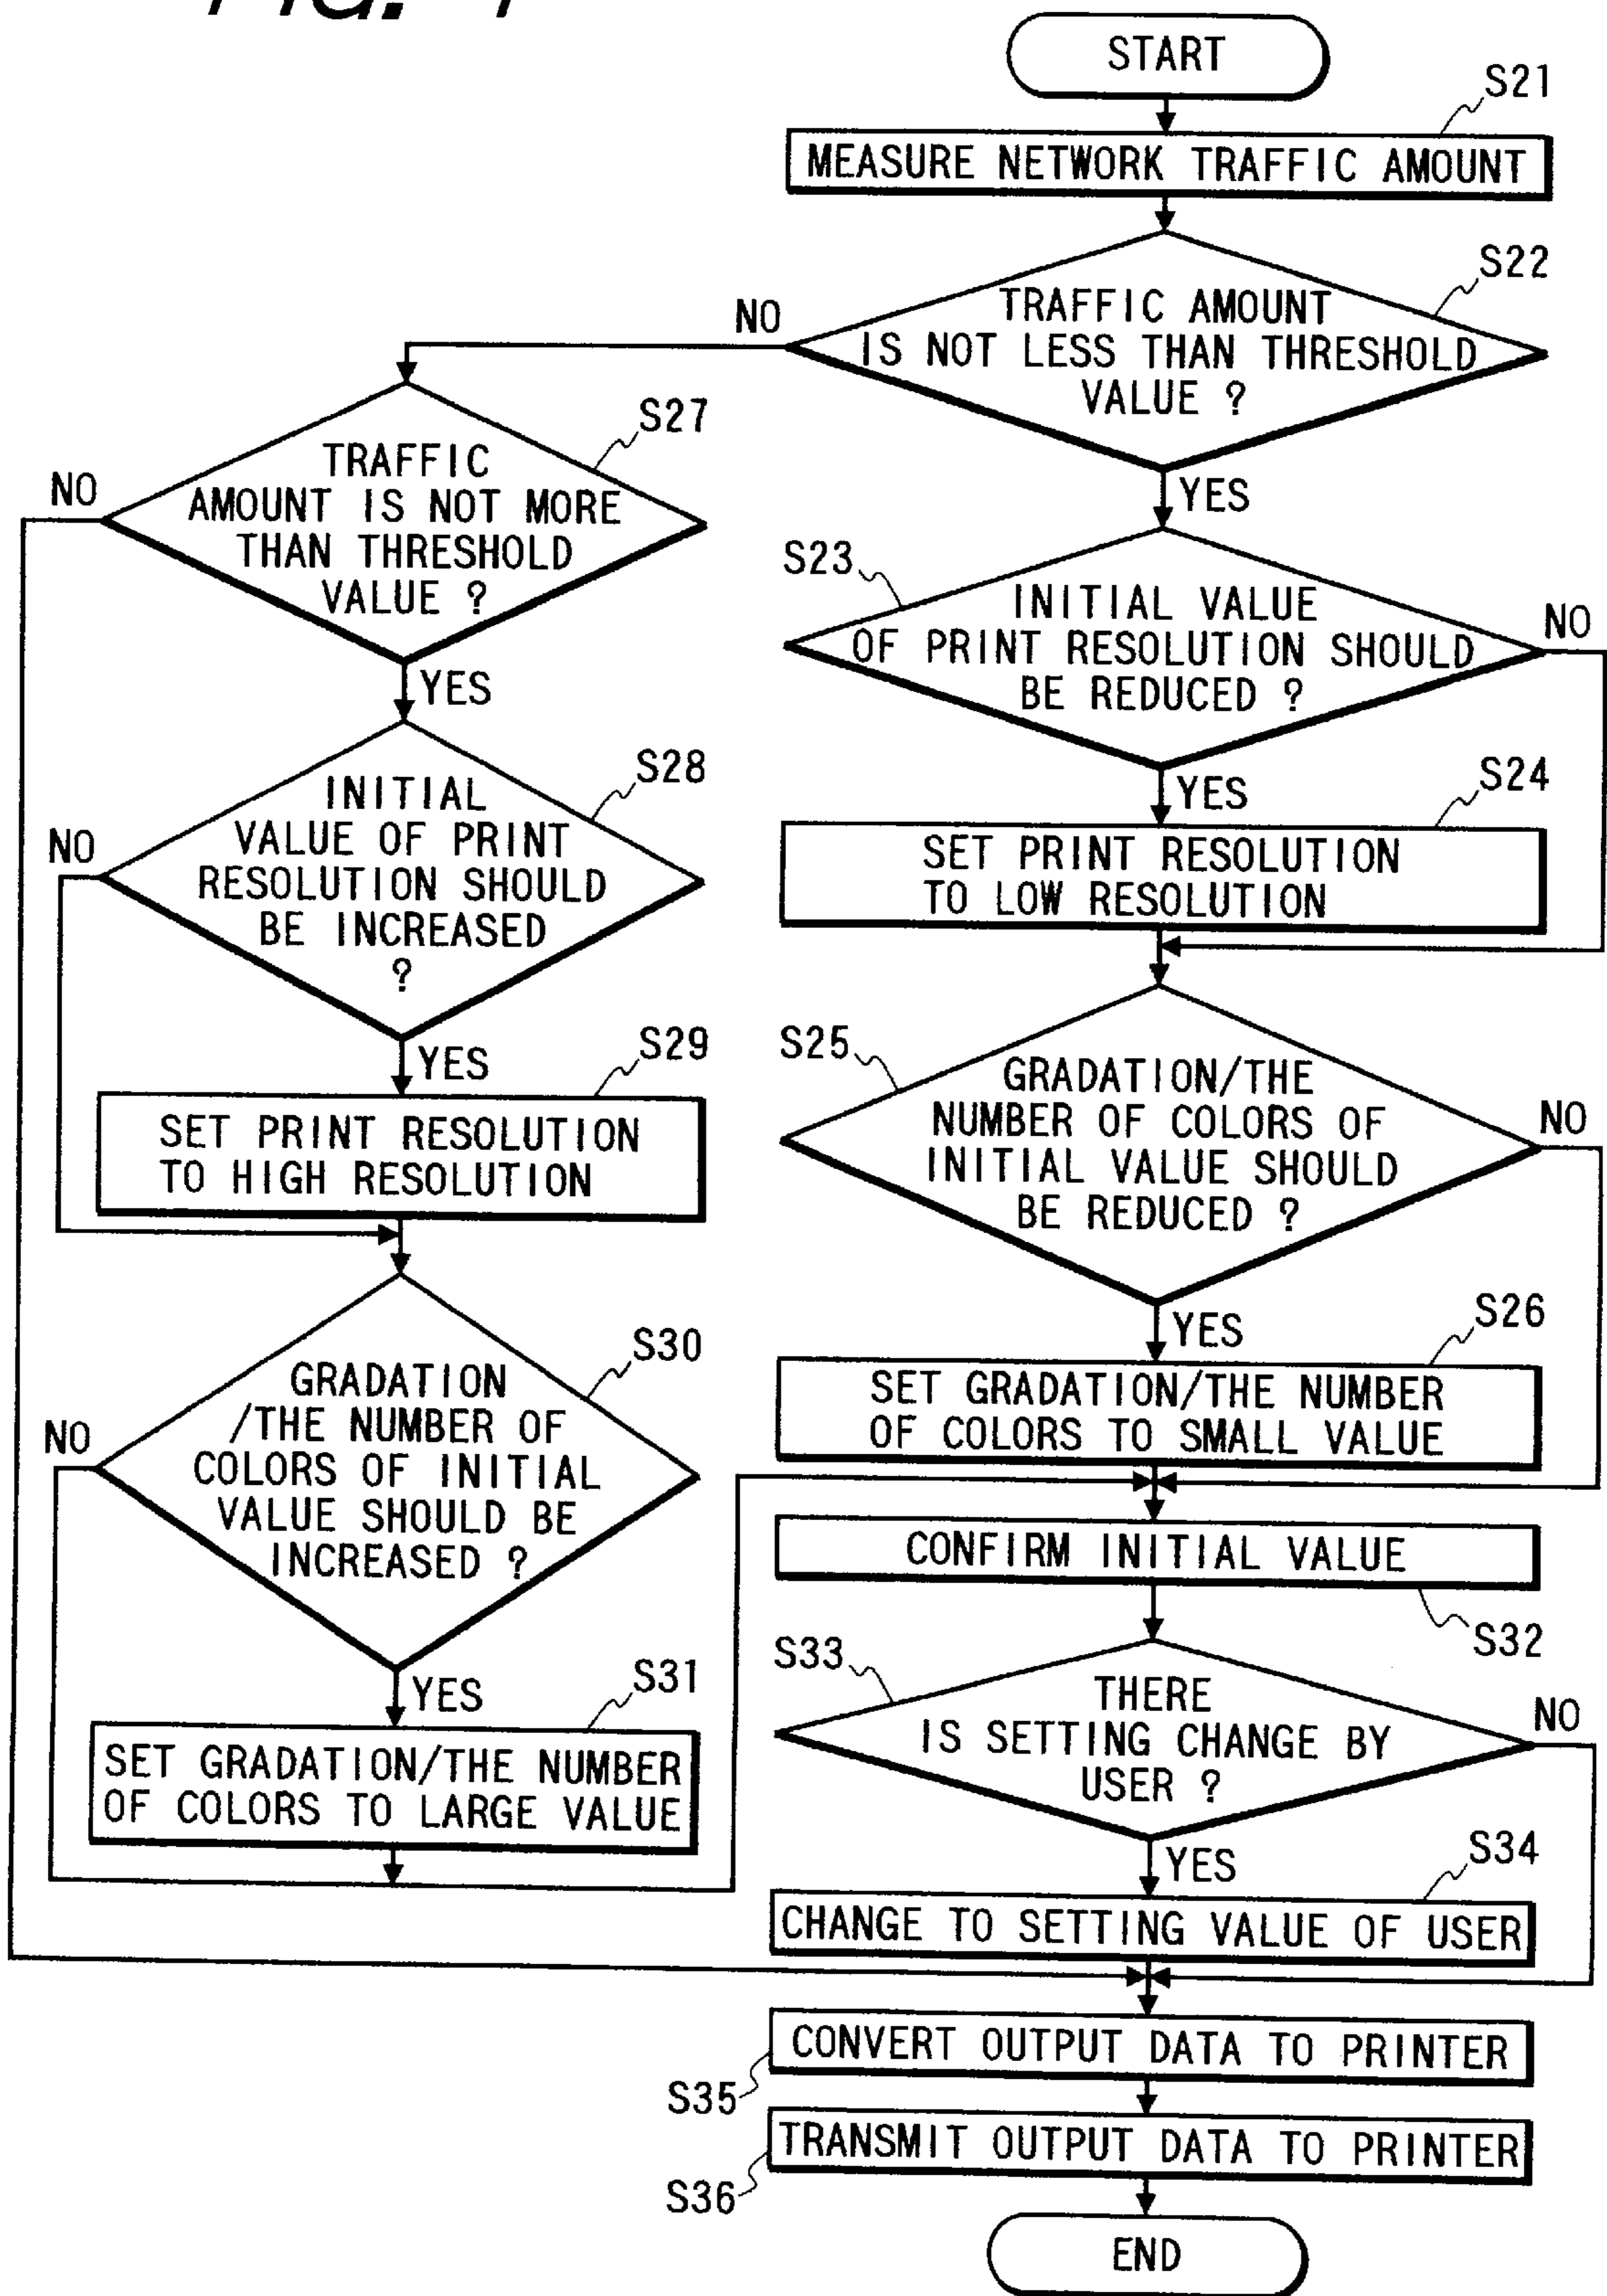 START
S21
MEASURE NETWORK TRAFFIC AMOUNT
S22
TRAFFIC AMOUNT
IS NOT LESS THAN THRESHOLD
VALUE ?
NO
YES
S27
TRAFFIC
AMOUNT IS NOT MORE
THAN THRESHOLD
VALUE ?
NO
YES
S23
INITIAL VALUE
OF PRINT RESOLUTION SHOULD
BE REDUCED ?
NO
YES
S28
INITIAL
VALUE OF PRINT
RESOLUTION SHOULD
BE INCREASED
?
NO
YES
S24
SET PRINT RESOLUTION
TO LOW RESOLUTION
S29
SET PRINT RESOLUTION
TO HIGH RESOLUTION
S25
GRADATION/THE
NUMBER OF COLORS OF
INITIAL VALUE SHOULD
BE REDUCED ?
NO
YES
S30
GRADATION
/THE NUMBER OF
COLORS OF INITIAL
VALUE SHOULD BE
INCREASED ?
NO
YES
S26
SET GRADATION/THE NUMBER
OF COLORS TO SMALL VALUE
CONFIRM INITIAL VALUE
S32
S31
SET GRADATION/THE NUMBER
OF COLORS TO LARGE VALUE
S33
THERE
IS SETTING CHANGE BY
USER ?
NO
YES
S34
CHANGE TO SETTING VALUE OF USER
CONVERT OUTPUT DATA TO PRINTER
S35
TRANSMIT OUTPUT DATA TO PRINTER
S36
END